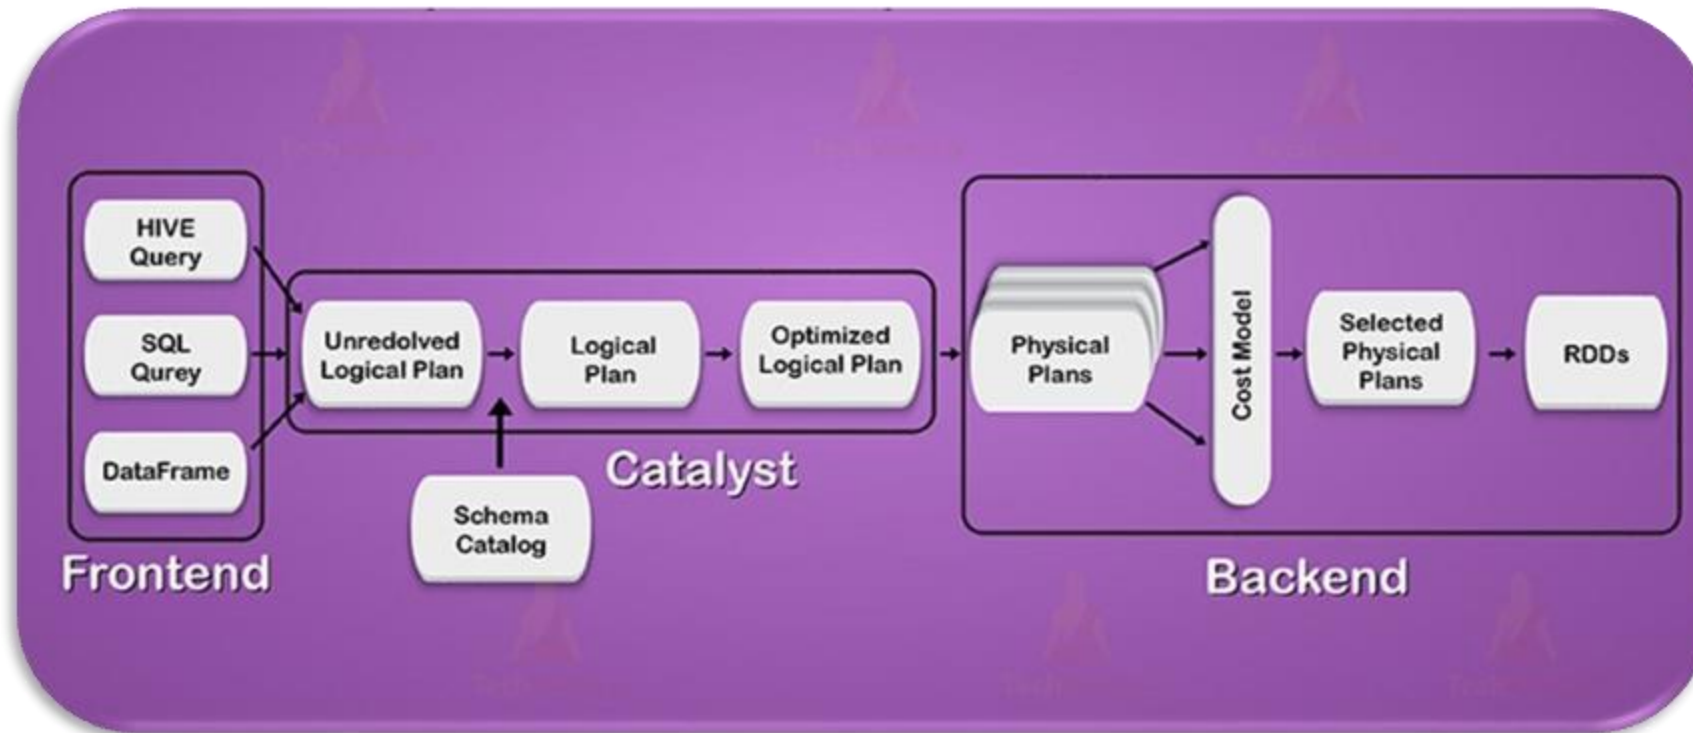 HIVE
Query
SQL
Qurey
DataFrame
Frontend
Unredolved
Logical Plan
Logical
Plan
Optimized
Logical Plan
Catalyst
Schema
Catalog
Physical
Plans
Cost Model
Selected
Physical
Plans
RDDs
Backend